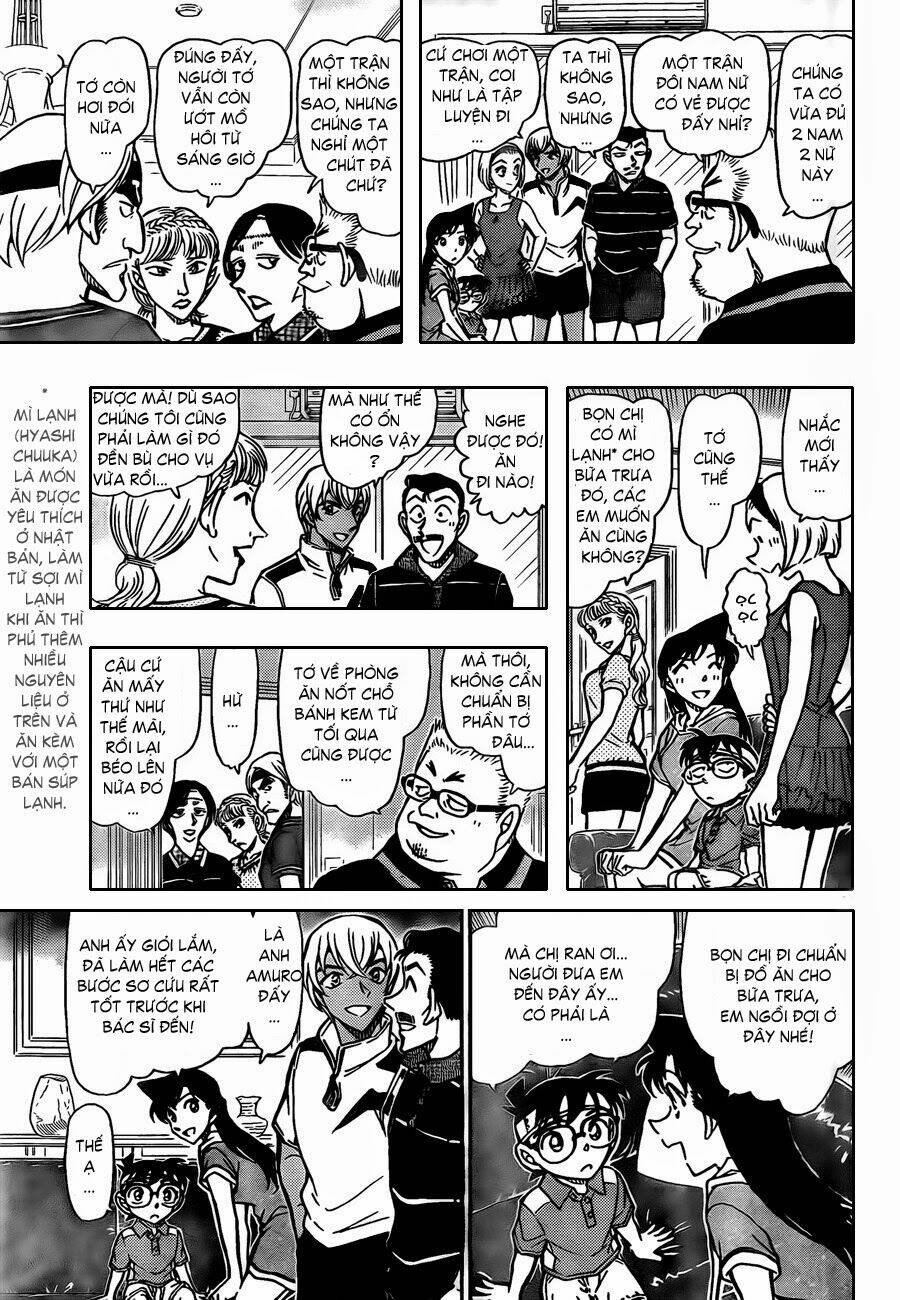 CHÚNG
TA CÓ
VỪA ĐỦ
2 NAM
2 NỮ
NÀY
...
MỘT TRẬN
ĐÔI NAM NỮ
CÓ VẺ ĐƯỢC
ĐẤY NHỈ?
TA THÌ
KHÔNG
SAO,
NHƯNG
...
CỨ CHƠI MỘT
TRẬN, COI
NHƯ LÀ TẬP
LUYỆN ĐI
...
MỘT TRẬN
THÌ KHÔNG
SAO, NHƯNG
CHÚNG TA
NGHỈ MỘT
CHÚT ĐÃ
CHỨ?
ĐÚNG ĐẤY,
NGƯỜI TỚ
VẪN CÒN
ƯỚT MỒ
HÔI TỪ
SÁNG GIỜ
...
TỚ CÒN
HƠI ĐÓI
NỮA
...
NHẮC
MỚI
THẤY
...
TỚ
CŨNG
THẾ
...
BỌN CHỊ
CÓ MÌ
LẠNH* CHO
BỮA TRƯA
ĐÓ, CÁC
EM MUỐN
ĂN CÙNG
KHÔNG?
ỌC
ỌC
NGHE
ĐƯỢC ĐÓ!
ĂN
ĐI NÀO!
MÀ NHƯ THẾ
CÓ ỔN
KHÔNG VẬY
?
ĐƯỢC MÀ! DÙ SAO
CHÚNG TÔI CŨNG
PHẢI LÀM GÌ ĐÓ
ĐỀN BÙ CHO VỤ
VỪA RỒI...
*
MÌ LẠNH
(HYASHI
CHUUKA)
LÀ MÓN
ĂN ĐƯỢC
YÊU THÍCH
Ở NHẬT
BẢN, LÀM
TỪ SỢI MÌ
LẠNH
KHI ĂN THÌ
PHỦ THÊM
NHIỀU
NGUYÊN
LIỆU Ở
TRÊN VÀ
ĂN KÈM
VỚI MỘT
BÁN SÚP
LẠNH.
MÀ THÔI,
KHÔNG CẦN
CHUẨN BỊ
PHẦN TỚ
ĐÂU...
TỚ VỀ PHÒNG
ĂN NỐT CHỖ
BÁNH KEM TỪ
TỐI QUA
CŨNG ĐƯỢC
...
HỪ
...
CẬU CỨ
ĂN MẤY
THỨ NHƯ
THẾ MÃI,
RỒI LẠI
BÉO LÊN
NỮA ĐÓ
...
BỌN CHỊ ĐI CHUẨN
BỊ ĐỒ ĂN CHO
BỮA TRƯA,
EM NGỒI ĐỢI Ở
ĐÂY NHÉ!
MÀ CHỊ RAN ƠI...
NGƯỜI ĐƯA EM
ĐẾN ĐÂY ẤY...
CÓ PHẢI LÀ
...
LÀ
ANH
AMURO
ĐẤY
...
ANH ẤY GIỎI LẮM,
ĐÃ LÀM HẾT CÁC
BƯỚC SƠ CỨU RẤT
TỐT TRƯỚC KHI
BÁC SĨ ĐẾN!
THẾ
Ạ
...